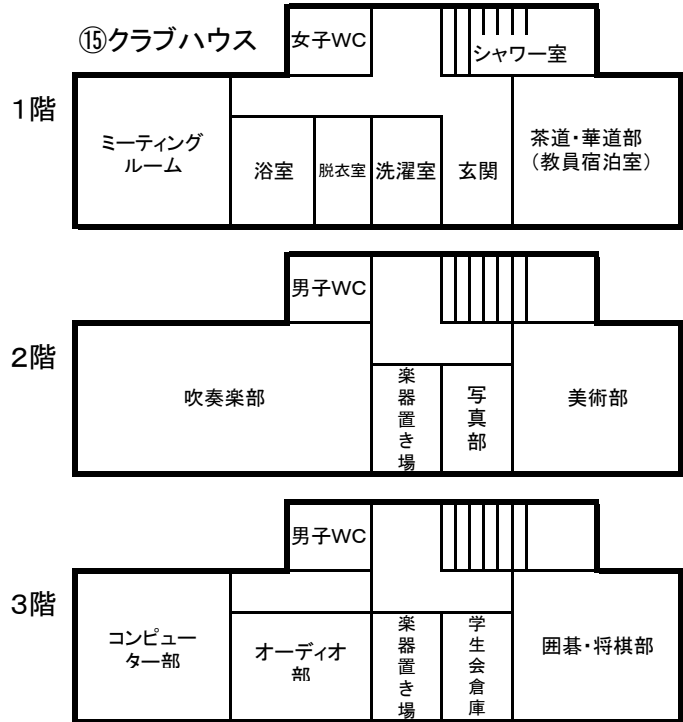 ⑮クラブハウス
女子WC
シャワー室
1階
ミーティング
ルーム
浴室
脱衣室
洗濯室
玄関
茶道・華道部
（教員宿泊室）
男子WC
2階
吹奏楽部
楽器置き場
写真部
美術部
男子WC
3階
コンピュー
ター部
オーディオ
部
楽器置き場
学生会倉庫
囲碁・将棋部